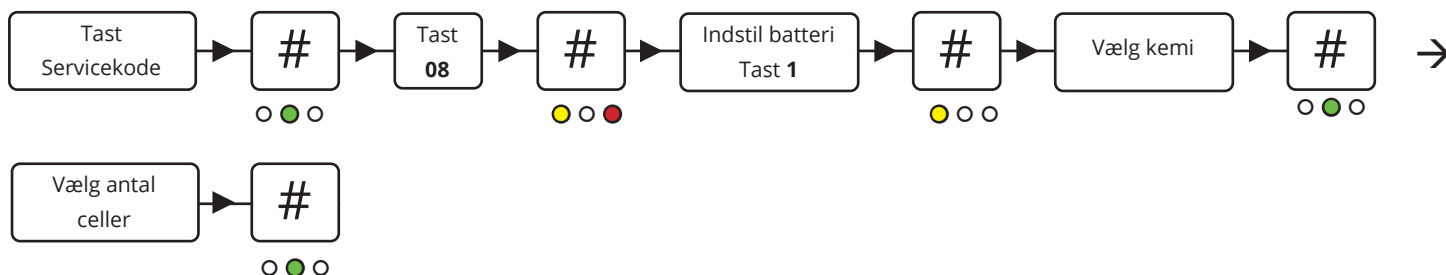 Tast
Servicekode
#
Tast
08
#
Indstil batteri
Tast 1
#
Vælg kemi
#
Vælg antal
celler
#